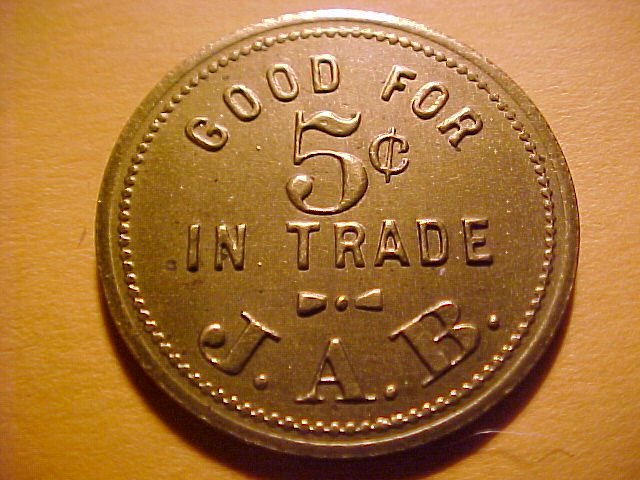 GOOD FOR
5¢
IN TRADE
J.A.B.